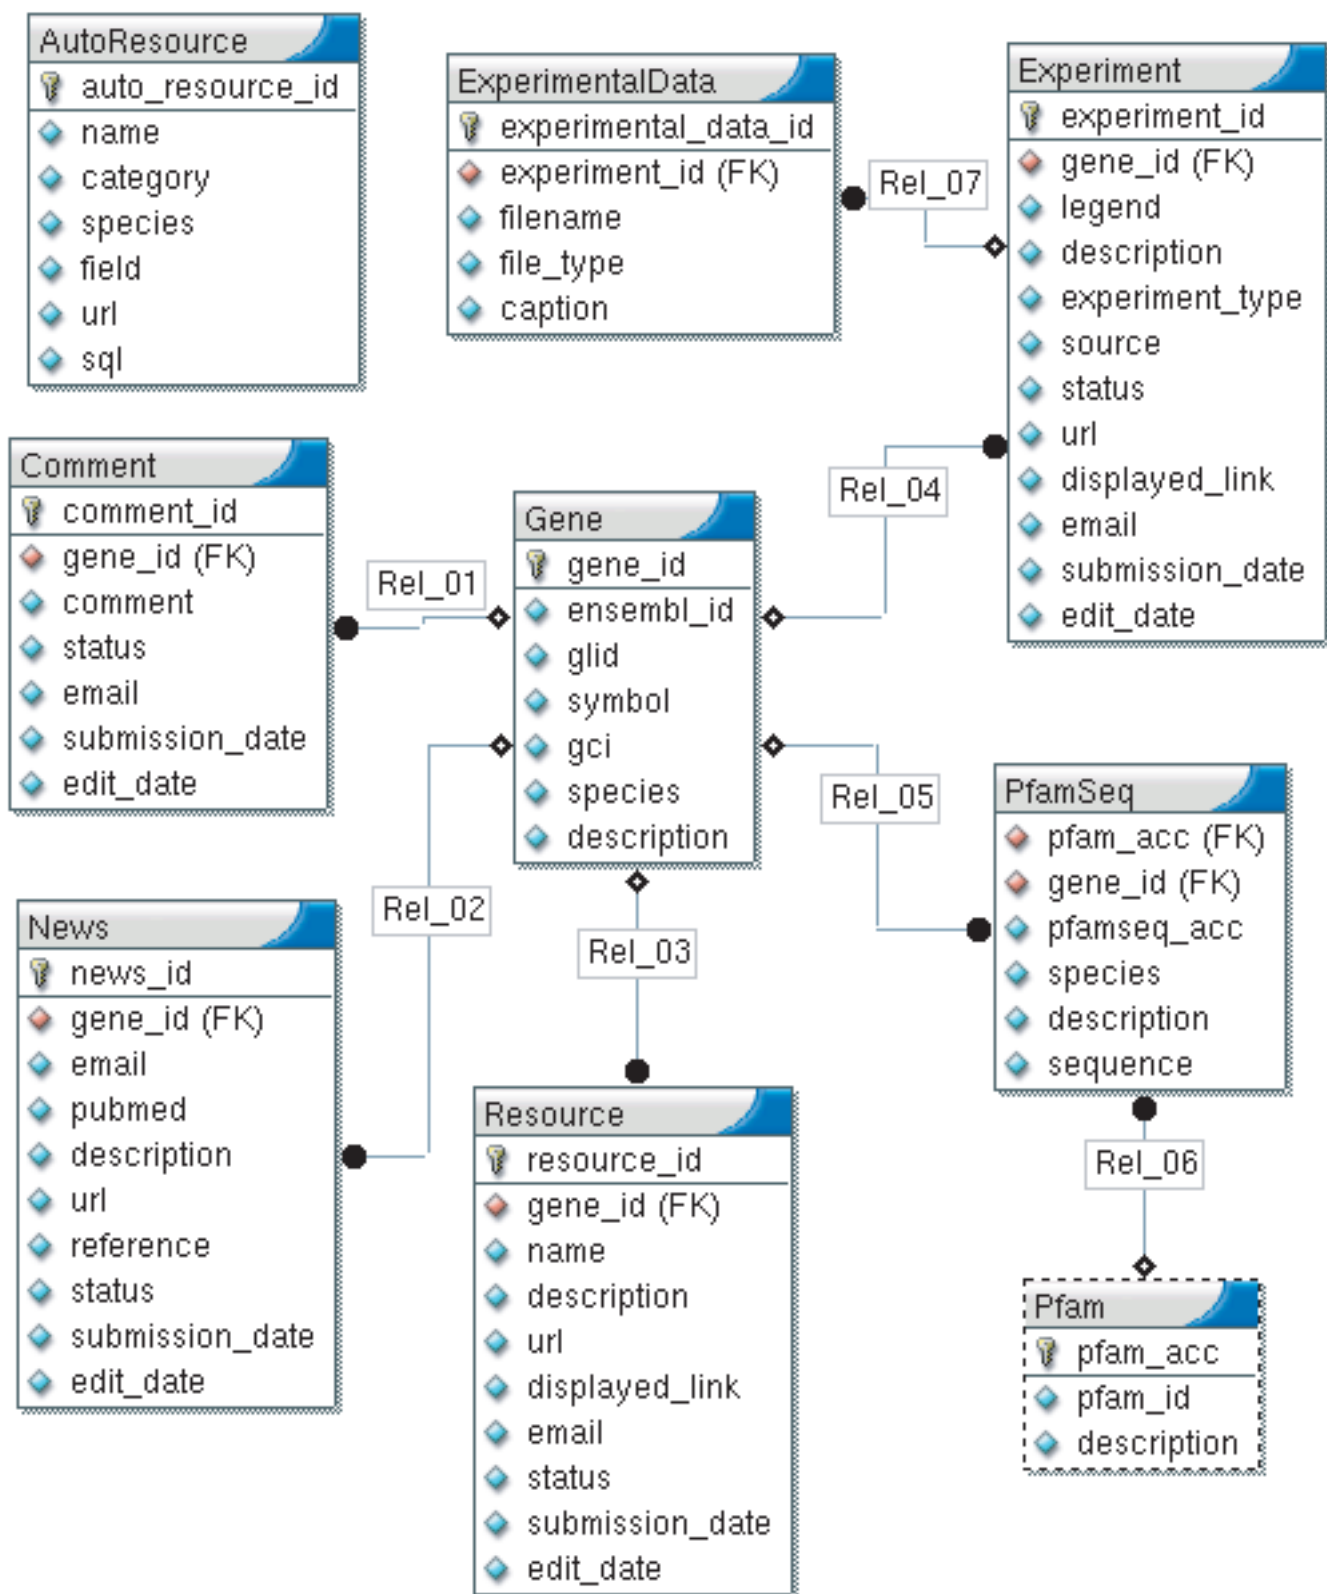 AutoResource
auto_resource_id
name
category
species
field
url
sql
ExperimentalData
experimental_data_id
experiment_id (FK)
filename
file_type
caption
Rel_07
Experiment
experiment_id
gene_id (FK)
legend
description
experiment_type
source
status
url
displayed_link
email
submission_date
edit_date
Comment
comment_id
gene_id (FK)
comment
status
email
submission_date
edit_date
Rel_01
Gene
gene_id
ensembl_id
glid
symbol
gci
species
description
Rel_04
Rel_05
PfamSeq
pfam_acc (FK)
gene_id (FK)
pfamseq_acc
species
description
sequence
News
news_id
gene_id (FK)
email
pubmed
description
url
reference
status
submission_date
edit_date
Rel_02
Rel_03
Resource
resource_id
gene_id (FK)
name
description
url
displayed_link
email
status
submission_date
edit_date
Rel_06
Pfam
pfam_acc
pfam_id
description